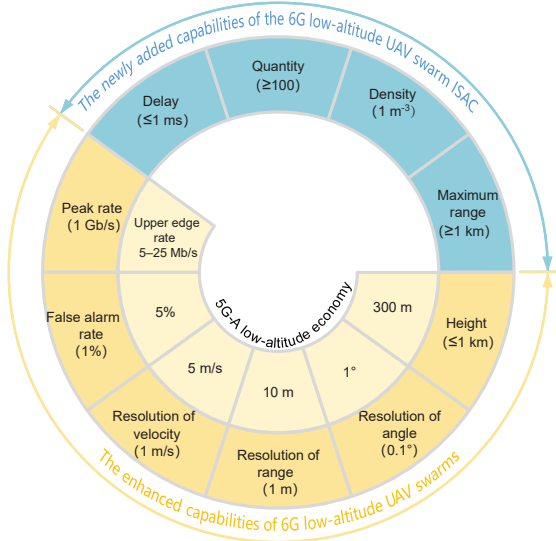 The newly added capabilities of the 6G low-altitude UAV swarm ISAC
Delay
(≤1 ms)
Quantity
(≥100)
Density
(1 m⁻³)
Maximum
range
(≥1 km)
Peak rate
(1 Gb/s)
Upper edge
rate
5–25 Mb/s
False alarm
rate
(1%)
5%
5G-A low-altitude economy
300 m
Height
(≤1 km)
5 m/s
10 m
1°
Resolution of
velocity
(1 m/s)
Resolution of
range
(1 m)
Resolution of
angle
(0.1°)
The enhanced capabilities of 6G low-altitude UAV swarms